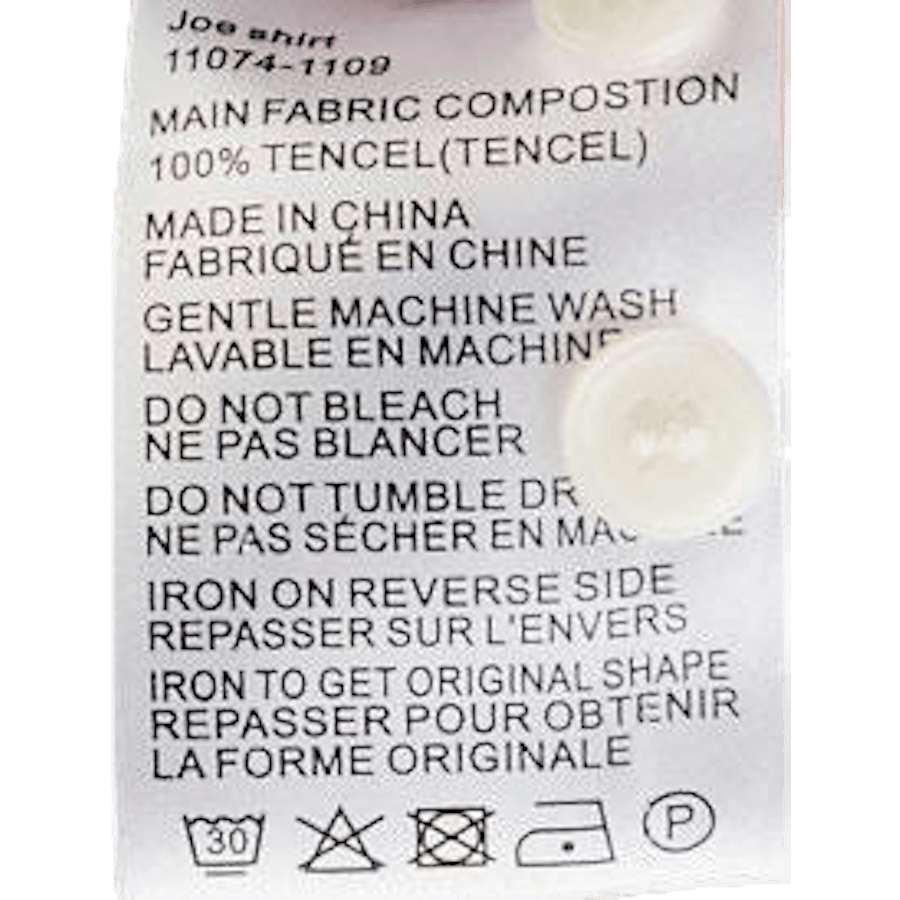 Joe shirt
11074-1109
MAIN FABRIC COMPOSTION
100% TENCEL(TENCEL)
MADE IN CHINA
FABRIQUÉ EN CHINE
GENTLE MACHINE WASH
LAVABLE EN MACHINE
DO NOT BLEACH
NE PAS BLANCER
DO NOT TUMBLE
NE PAS SÉCHER EN
IRON ON REVERSE SIDE
REPASSER SUR L'ENVERS
IRON TO GET ORIGINAL SHAPE
REPASSER POUR OBTENIR
LA FORME ORIGINALE
30 P